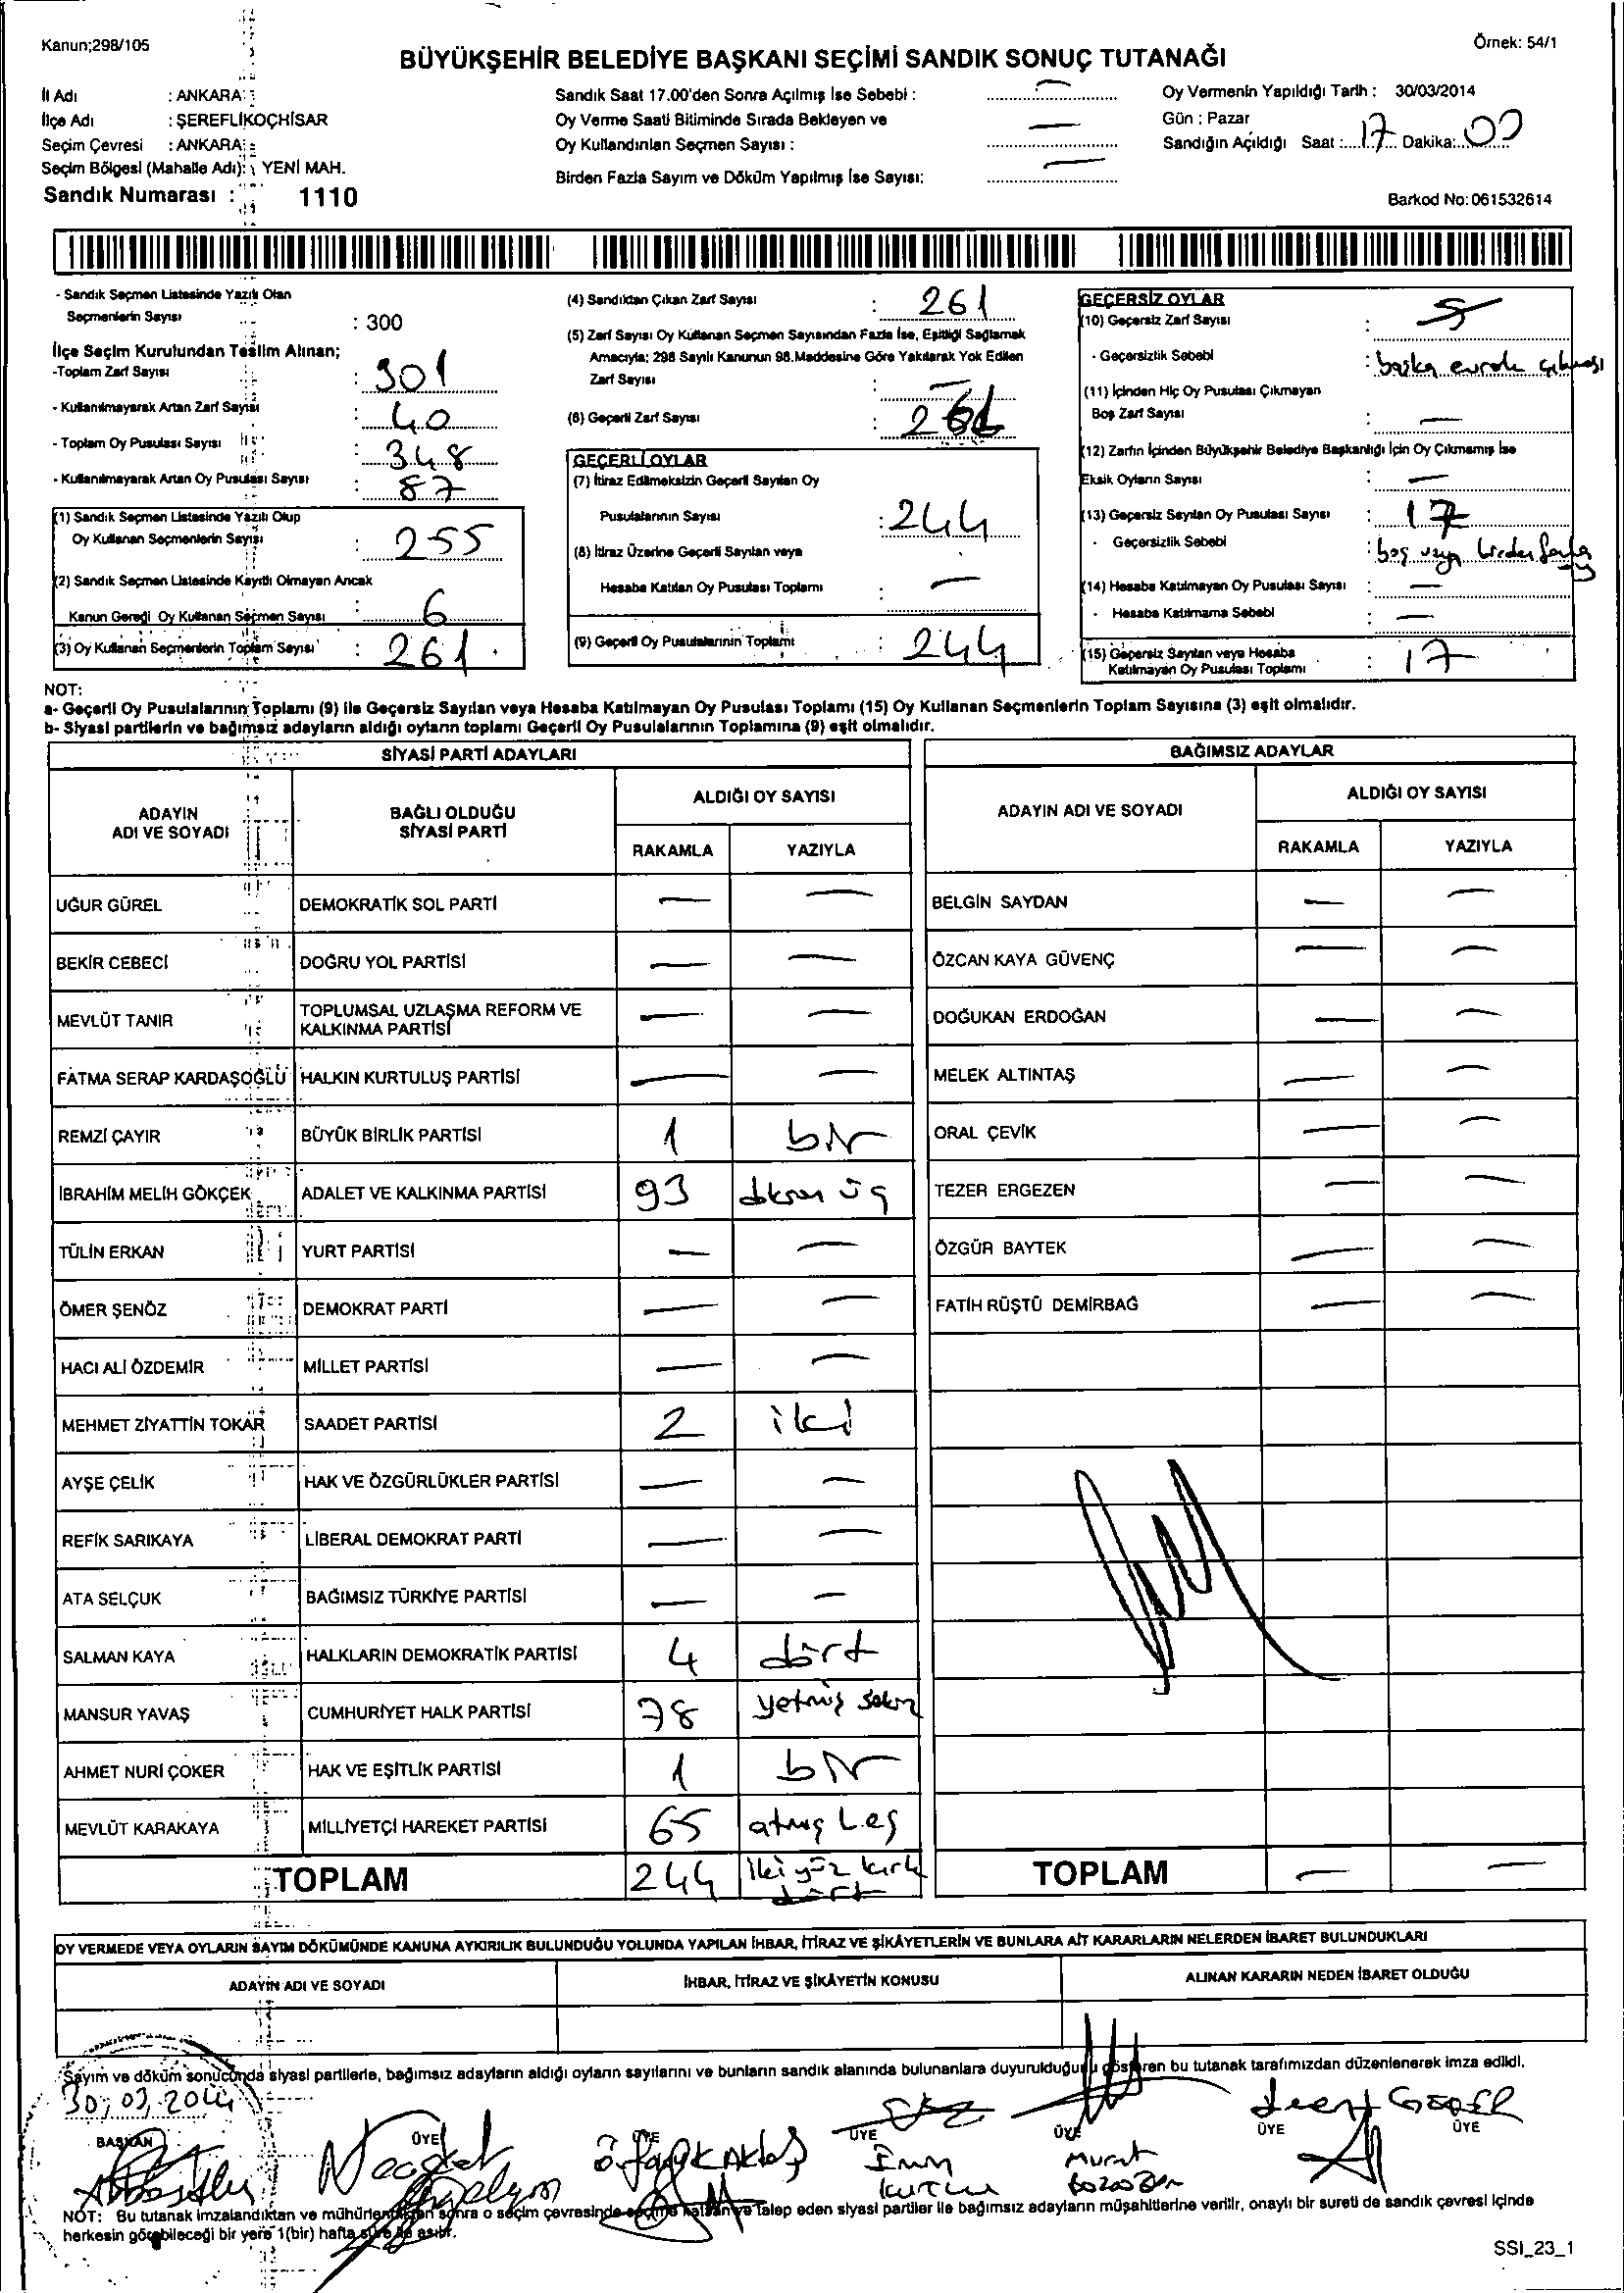 Kanun;298/105
Örnek: 54/1
BÜYÜKŞEHİR BELEDİYE BAŞKANI SEÇİMİ SANDIK SONUÇ TUTANAĞI
İl Adı : ANKARA
İlçe Adı : ŞEREFLİKOÇHİSAR
Seçim Çevresi : ANKARA
Seçim Bölgesi (Mahalle Adı): YENİ MAH.
Sandık Numarası : 1110
Sandık Saat 17.00'den Sonra Açılmış İse Sebebi : —
Oy Verme Saati Bitiminde Sırada Bekleyen ve
Oy Kullandırılan Seçmen Sayısı : —
Birden Fazla Sayım ve Döküm Yapılmış İse Sayısı: —
Oy Vermenin Yapıldığı Tarih : 30/03/2014
Gün : Pazar
Sandığın Açıldığı Saat : 17 Dakika: 00
Barkod No: 061532614
- Sandık Seçmen Listesinde Yazılı Olan
Seçmenlerin Sayısı : 300
İlçe Seçim Kurulundan Teslim Alınan;
-Toplam Zarf Sayısı : 301
- Kullanılmayarak Artan Zarf Sayısı : 40
- Toplam Oy Pusulası Sayısı : 348
- Kullanılmayarak Artan Oy Pusulası Sayısı : 87
(1) Sandık Seçmen Listesinde Yazılı Olup
Oy Kullanan Seçmenlerin Sayısı : 255
(2) Sandık Seçmen Listesinde Kayıtlı Olmayan Ancak
Kanun Gereği Oy Kullanan Seçmen Sayısı : 6
(3) Oy Kullanan Seçmenlerin Toplam Sayısı : 261
(4) Sandıktan Çıkan Zarf Sayısı : 261
(5) Zarf Sayısı Oy Kullanan Seçmen Sayısından Fazla İse, Eşitliği Sağlamak
Amacıyla; 298 Sayılı Kanunun 98.Maddesine Göre Yakılarak Yok Edilen
Zarf Sayısı : —
(6) Geçerli Zarf Sayısı : 261
GEÇERLİ OYLAR
(7) İtiraz Edilmeksizin Geçerli Sayılan Oy
Pusulalarının Sayısı : 244
(8) İtiraz Üzerine Geçerli Sayılan veya
Hesaba Katılan Oy Pusulası Toplamı : —
(9) Geçerli Oy Pusulalarının Toplamı : 244
GEÇERSİZ OYLAR
(10) Geçersiz Zarf Sayısı : 5
- Geçersizlik Sebebi : başka evrak çıkması
(11) İçinden Hiç Oy Pusulası Çıkmayan
Boş Zarf Sayısı : —
(12) Zarfın İçinden Büyükşehir Belediye Başkanlığı İçin Oy Çıkmamış İse
Eksik Oyların Sayısı : —
(13) Geçersiz Sayılan Oy Pusulası Sayısı : 17
- Geçersizlik Sebebi : boş veya birden fazla
(14) Hesaba Katılmayan Oy Pusulası Sayısı : —
- Hesaba Katılmama Sebebi : —
(15) Geçersiz Sayılan veya Hesaba
Katılmayan Oy Pusulası Toplamı : 17
NOT:
a- Geçerli Oy Pusulalarının Toplamı (9) ile Geçersiz Sayılan veya Hesaba Katılmayan Oy Pusulası Toplamı (15) Oy Kullanan Seçmenlerin Toplam Sayısına (3) eşit olmalıdır.
b- Siyasi partilerin ve bağımsız adayların aldığı oyların toplamı Geçerli Oy Pusulalarının Toplamına (9) eşit olmalıdır.
SİYASİ PARTİ ADAYLARI
ADAYIN ADI VE SOYADI BAĞLI OLDUĞU SİYASİ PARTİ ALDIĞI OY SAYISI
RAKAMLA YAZIYLA
UĞUR GÜREL DEMOKRATİK SOL PARTİ — —
BEKİR CEBECİ DOĞRU YOL PARTİSİ — —
MEVLÜT TANIR TOPLUMSAL UZLAŞMA REFORM VE KALKINMA PARTİSİ — —
FATMA SERAP KARDAŞOĞLU HALKIN KURTULUŞ PARTİSİ — —
REMZİ ÇAYIR BÜYÜK BİRLİK PARTİSİ 1 bir
İBRAHİM MELİH GÖKÇEK ADALET VE KALKINMA PARTİSİ 93 doksan üç
TÜLİN ERKAN YURT PARTİSİ — —
ÖMER ŞENÖZ DEMOKRAT PARTİ — —
HACI ALİ ÖZDEMİR MİLLET PARTİSİ — —
MEHMET ZİYATTİN TOKAR SAADET PARTİSİ 2 iki
AYŞE ÇELİK HAK VE ÖZGÜRLÜKLER PARTİSİ — —
REFİK SARIKAYA LİBERAL DEMOKRAT PARTİ — —
ATA SELÇUK BAĞIMSIZ TÜRKİYE PARTİSİ — —
SALMAN KAYA HALKLARIN DEMOKRATİK PARTİSİ 4 dört
MANSUR YAVAŞ CUMHURİYET HALK PARTİSİ 78 yetmiş sekiz
AHMET NURİ ÇOKER HAK VE EŞİTLİK PARTİSİ 1 bir
MEVLÜT KARAKAYA MİLLİYETÇİ HAREKET PARTİSİ 65 atmış beş
TOPLAM 244 iki yüz kırk dört
BAĞIMSIZ ADAYLAR
ADAYIN ADI VE SOYADI ALDIĞI OY SAYISI
RAKAMLA YAZIYLA
BELGİN SAYDAN — —
ÖZCAN KAYA GÜVENÇ — —
DOĞUKAN ERDOĞAN — —
MELEK ALTINTAŞ — —
ORAL ÇEVİK — —
TEZER ERGEZEN — —
ÖZGÜR BAYTEK — —
FATİH RÜŞTÜ DEMİRBAĞ — —
TOPLAM — —
OY VERMEDE VEYA OYLARIN SAYIM DÖKÜMÜNDE KANUNA AYKIRILIK BULUNDUĞU YOLUNDA YAPILAN İHBAR, İTİRAZ VE ŞİKÂYETLERİN VE BUNLARA AİT KARARLARIN NELERDEN İBARET BULUNDUKLARI
ADAYIN ADI VE SOYADI İHBAR, İTİRAZ VE ŞİKÂYETİN KONUSU ALINAN KARARIN NEDEN İBARET OLDUĞU
Sayım ve döküm sonucunda siyasi partilerle, bağımsız adayların aldığı oyların sayılarını ve bunların sandık alanında bulunanlara duyurulduğunu gösteren bu tutanak tarafımızdan düzenlenerek imza edildi.
30,03,2014
BAŞKAN ÜYE ÜYE ÜYE ÜYE ÜYE ÜYE
Ö.Faruk Aktaş
Murat
NOT: Bu tutanak imzalandıktan ve mühürlendikten sonra o seçim çevresinde seçime katılan ve talep eden siyasi partiler ile bağımsız adayların müşahitlerine verilir, onaylı bir sureti de sandık çevresi içinde
herkesin görebileceği bir yere 1(bir) hafta süre ile asılır.
SSI_23_1